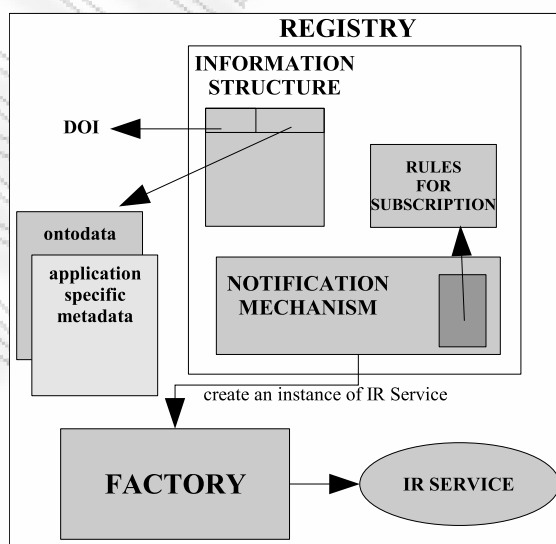 REGISTRY
INFORMATION
STRUCTURE
DOI
RULES
FOR
SUBSCRIPTION
ontodata
application
specific
metadata
NOTIFICATION
MECHANISM
create an instance of IR Service
FACTORY
IR SERVICE